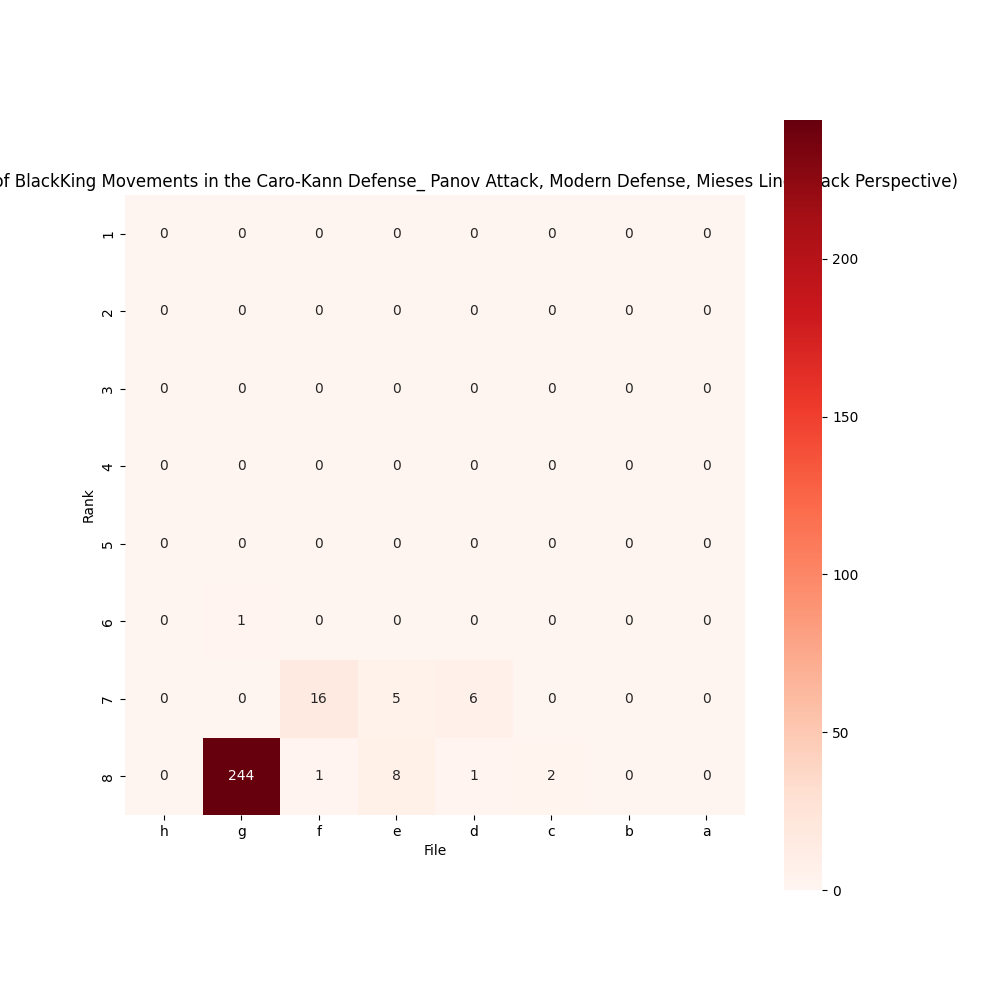 of BlackKing Movements in the Caro-Kann Defense_ Panov Attack, Modern Defense, Mieses Lin ack Perspective)
1 0 0 0 0 0 0 0 0
2 0 0 0 0 0 0 0 0
3 0 0 0 0 0 0 0 0
4 0 0 0 0 0 0 0 0
5 0 0 0 0 0 0 0 0
6 0 1 0 0 0 0 0 0
7 0 0 16 5 6 0 0 0
8 0 244 1 8 1 2 0 0
h g f e d c b a
File
Rank
200
150
100
50
0